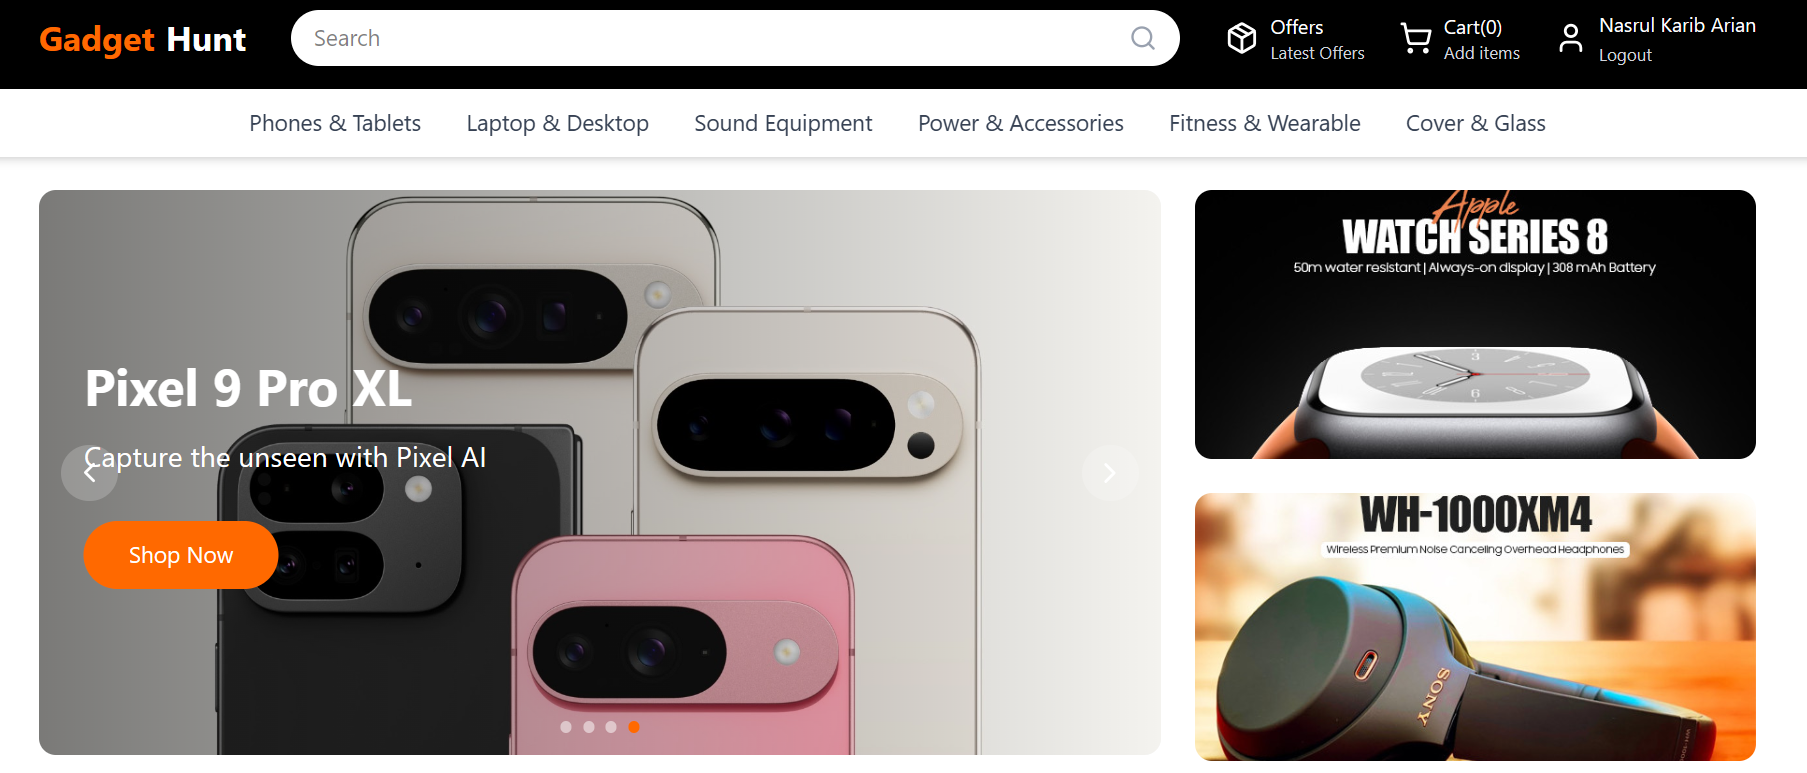 Gadget Hunt
Search
Offers
Latest Offers
Cart(0)
Add items
Nasrul Karib Arian
Logout
Phones & Tablets
Laptop & Desktop
Sound Equipment
Power & Accessories
Fitness & Wearable
Cover & Glass
Pixel 9 Pro XL
Capture the unseen with Pixel AI
Shop Now
Apple
WATCH SERIES 8
50m water resistant | Always-on display | 308 mAh Battery
3
6
WH-1000XM4
Wireless Premium Noise Canceling Overhead Headphones
SONY